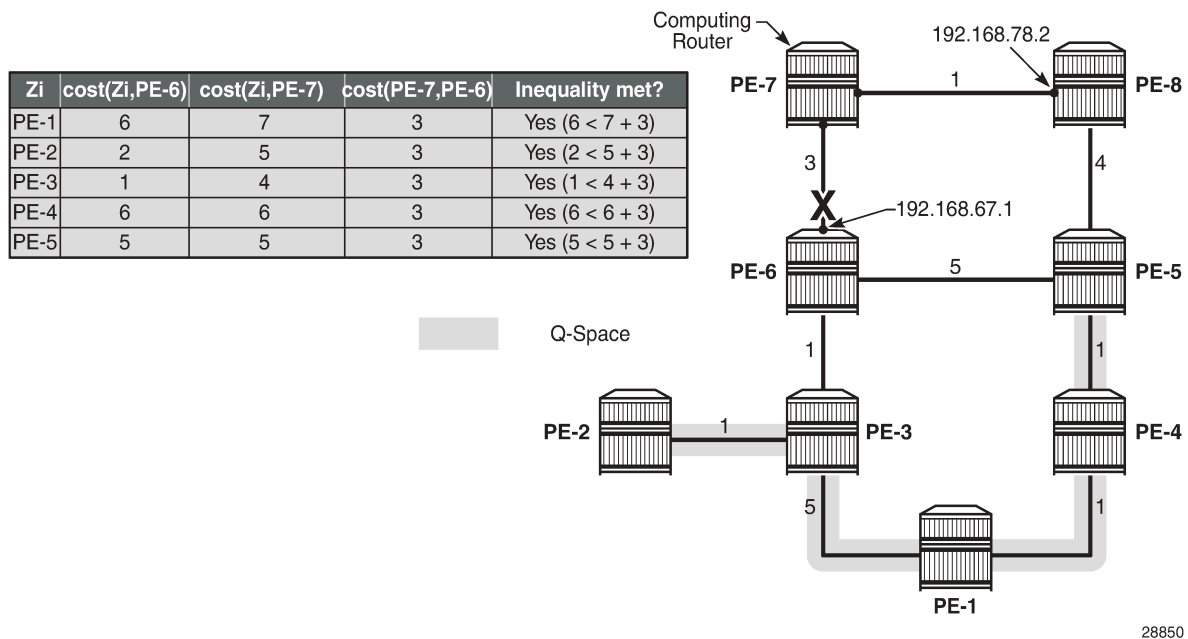 Computing
Router
192.168.78.2
PE-7
1
PE-8
Zi cost(Zi,PE-6) cost(Zi,PE-7) cost(PE-7,PE-6) Inequality met?
PE-1 6 7 3 Yes (6 < 7 + 3)
PE-2 2 5 3 Yes (2 < 5 + 3)
PE-3 1 4 3 Yes (1 < 4 + 3)
PE-4 6 6 3 Yes (6 < 6 + 3)
PE-5 5 5 3 Yes (5 < 5 + 3)
3
4
X
192.168.67.1
PE-6
5
PE-5
Q-Space
1
1
PE-2
1
PE-3
PE-4
5
1
PE-1
28850